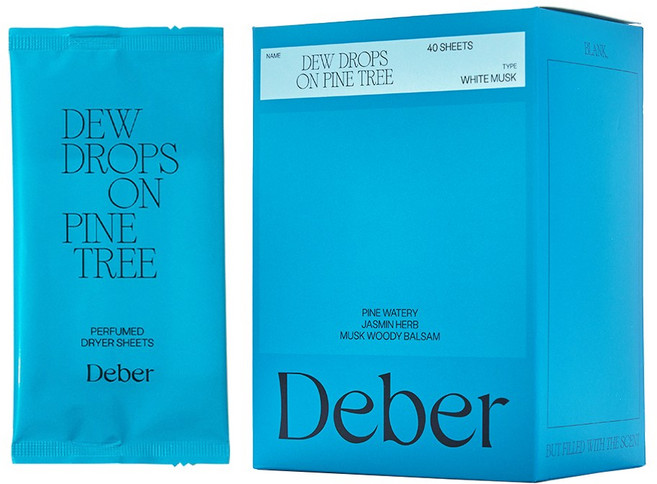 DEW
DROPS
ON
PINE
TREE
PERFUMED
DRYER SHEETS
Deber
NAME
DEW DROPS
ON PINE TREE
40 SHEETS
TYPE
WHITE MUSK
PINE WATERY
JASMIN HERB
MUSK WOODY BALSAM
Deber
BLANK,
BUT FILLED WITH THE SCENT